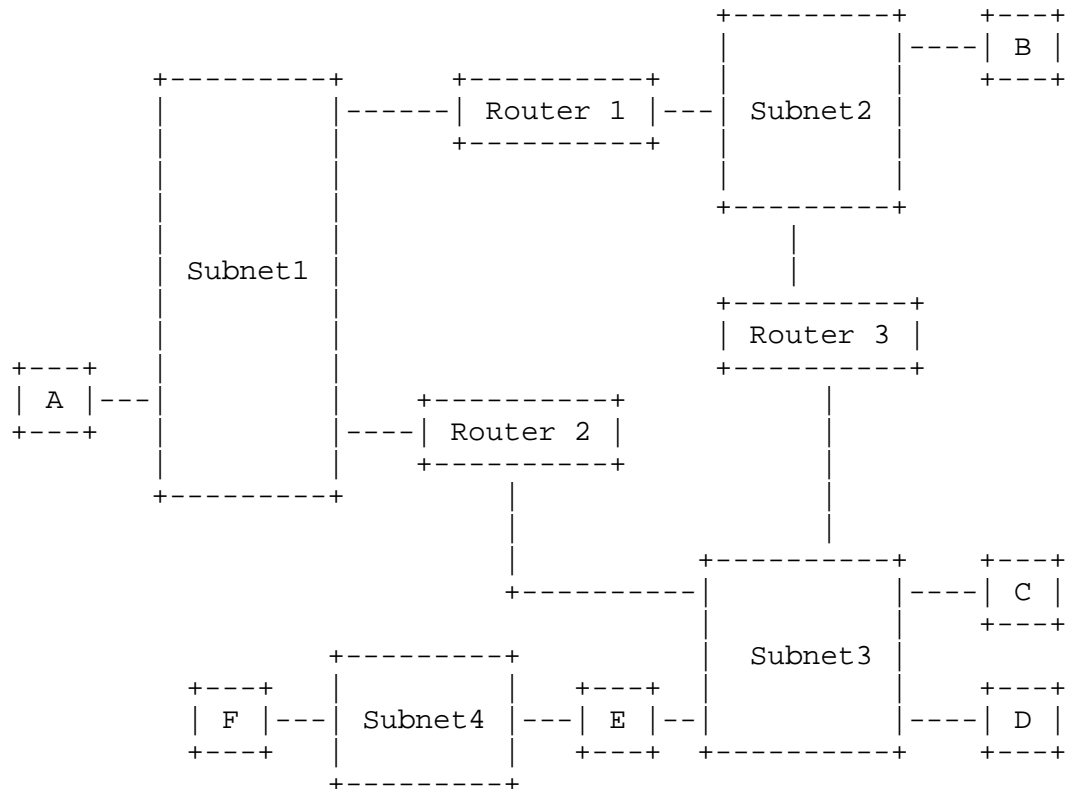 B
Router 1
Subnet2
Subnet1
Router 3
A
Router 2
C
Subnet3
F
Subnet4
E
D